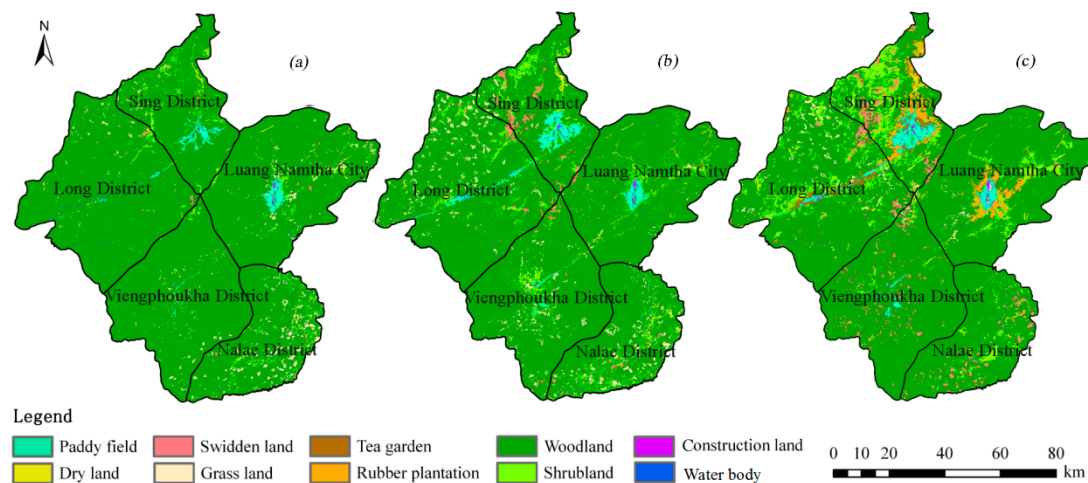 N
(a)
Sing District
Luang Namtha City
Long District
Viengphoukha District
Nalae District
(b)
Sing District
Luang Namtha City
Long District
Viengphoukha District
Nalae District
(c)
Sing District
Luang Namtha City
Long District
Viengphoukha District
Nalae District
Legend
Paddy field
Swidden land
Tea garden
Woodland
Construction land
Dry land
Grass land
Rubber plantation
Shrubland
Water body
0 10 20 40 60 80
km